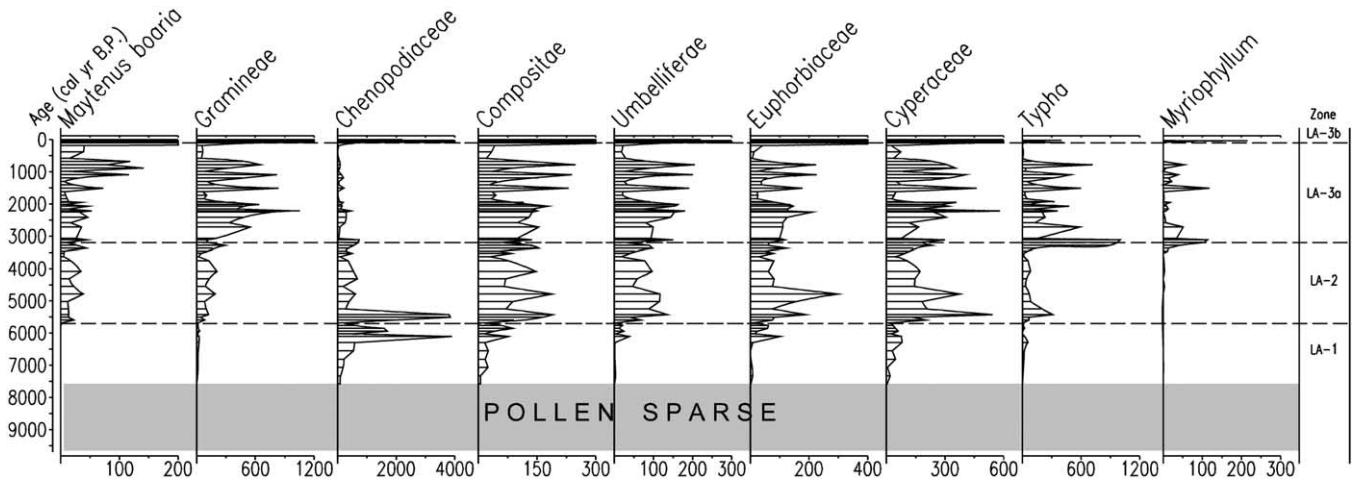 Age (cal yr B.P.)
Maytenus boaria
Gramineae
Chenopodiaceae
Compositae
Umbelliferae
Euphorbiaceae
Cyperaceae
Typha
Myriophyllum
Zone
LA-3b
LA-3a
LA-2
LA-1
0
1000
2000
3000
4000
5000
6000
7000
8000
9000
POLLEN SPARSE
100 200
600 1200
2000 4000
150 300
100 200 300
200 400
300 600
600 1200
100 200 300